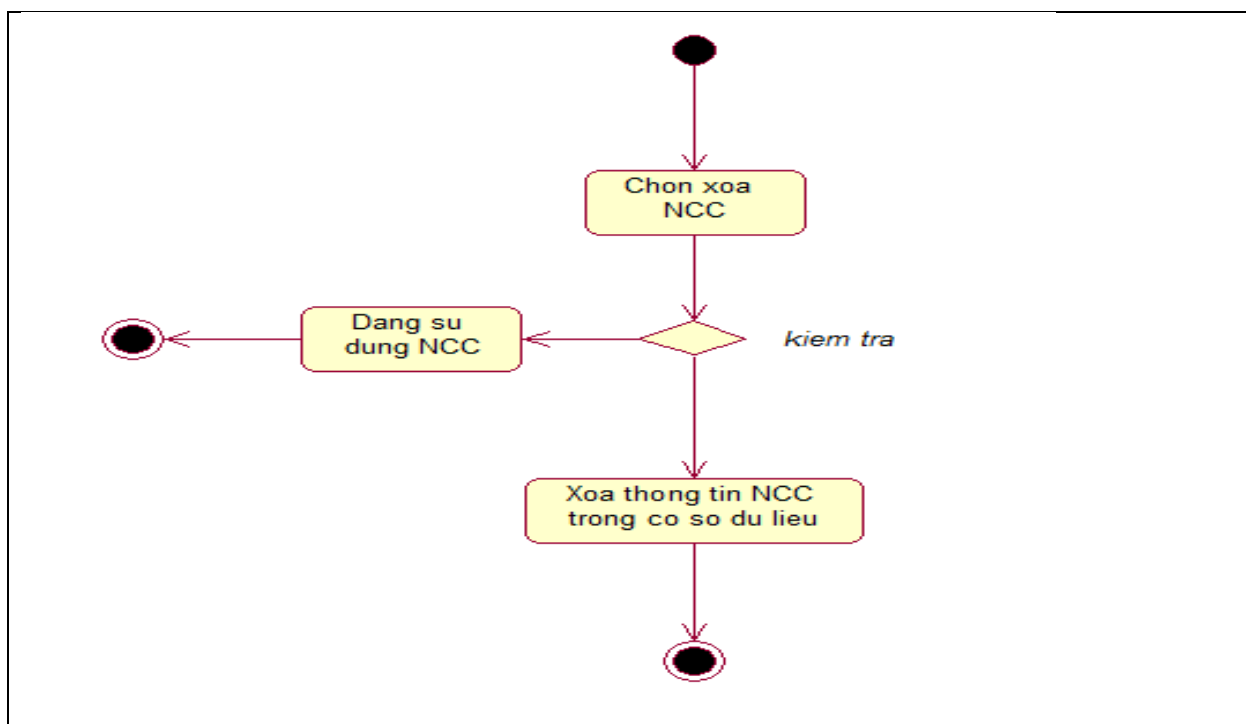 Chon xoa
NCC
Dang su
dung NCC
kiem tra
Xoa thong tin NCC
trong co so du lieu